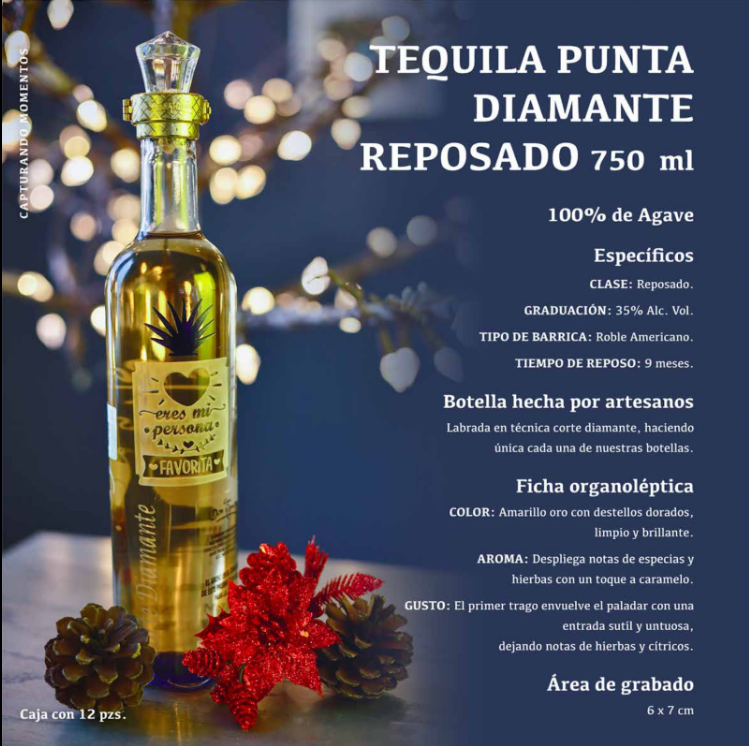 CAPTURANDO MOMENTOS
TEQUILA PUNTA
DIAMANTE
REPOSADO 750 ml
100% de Agave
Específicos
CLASE: Reposado.
GRADUACIÓN: 35% Alc. Vol.
TIPO DE BARRICA: Roble Americano.
TIEMPO DE REPOSO: 9 meses.
Botella hecha por artesanos
Labrada en técnica corte diamante, haciendo
única cada una de nuestras botellas.
Ficha organoléptica
COLOR: Amarillo oro con destellos dorados,
limpio y brillante.
AROMA: Despliega notas de especias y
hierbas con un toque a caramelo.
GUSTO: El primer trago envuelve el paladar con una
entrada sutil y untuosa,
dejando notas de hierbas y cítricos.
Área de grabado
6 x 7 cm
eres mi
persona
FAVORITA
Diamante
Caja con 12 pzs.